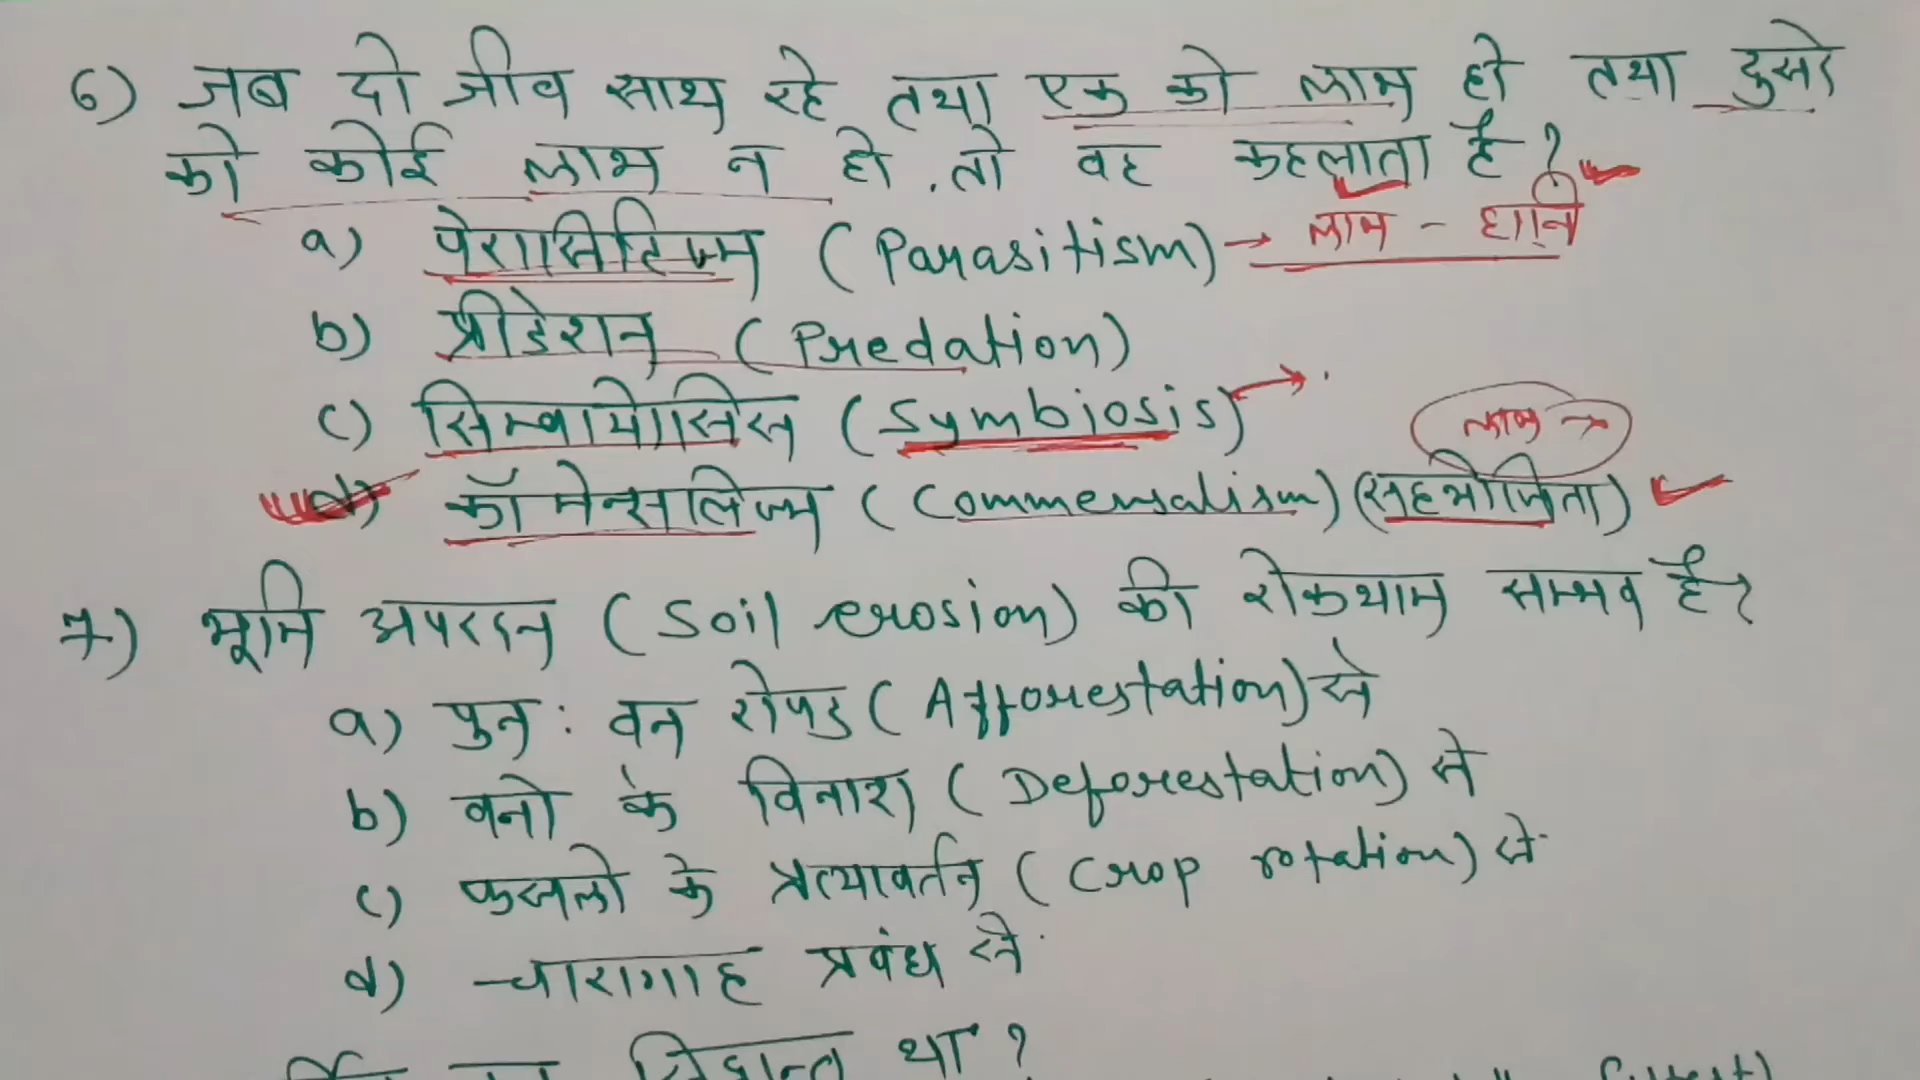 6) जब दो जीव साथ रहे तथा एक को लाभ हो तथा दुसरे
को कोई लाभ न हो. तो वह कहलाता है ?
a) पेरासिटिज्म (Parasitism) → लाभ - हानि
b) प्रीडेशन (Predation)
c) सिम्बायोसिस (Symbiosis) →
लाभ →
d) कॉमेन्सलिज्म (Commensalism) (सहभोजिता)
7) भूमि अपरदन (Soil erosion) की रोकथाम सम्भव है?
a) पुन: वन रोपड (Afforestation) से
b) वनो के विनाश (Deforestation) से
c) फसलो के प्रत्यावर्तन (Crop rotation) से
d) चारागाह प्रबंध से
सिद्धान्त था ?